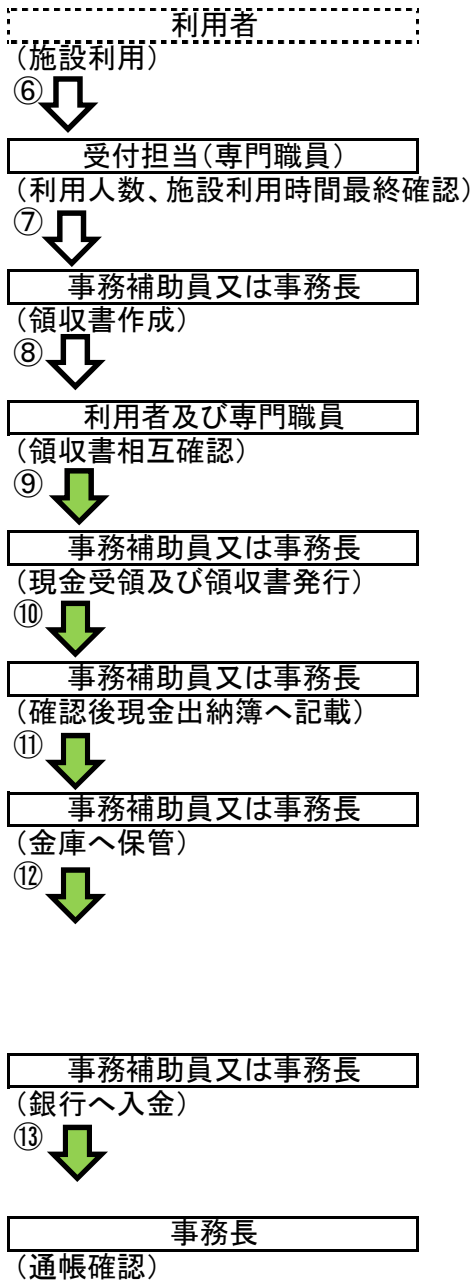 利用者
（施設利用）
⑥
受付担当（専門職員）
（利用人数、施設利用時間最終確認）
⑦
事務補助員又は事務長
（領収書作成）
⑧
利用者及び専門職員
（領収書相互確認）
⑨
事務補助員又は事務長
（現金受領及び領収書発行）
⑩
事務補助員又は事務長
（確認後現金出納簿へ記載）
⑪
事務補助員又は事務長
（金庫へ保管）
⑫
事務補助員又は事務長
（銀行へ入金）
⑬
事務長
（通帳確認）